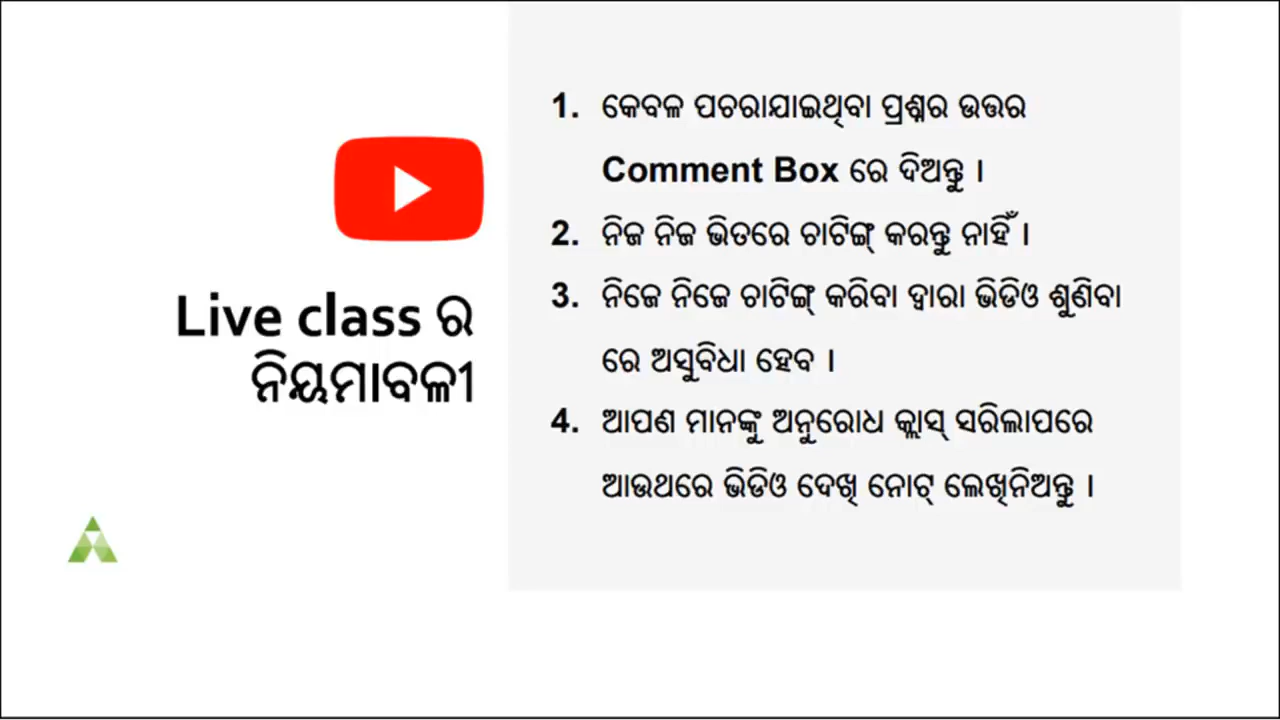 Live class ର
ନିୟମାବଳୀ
1. କେବଳ ପଚରାଯାଇଥିବା ପ୍ରଶ୍ନର ଉତ୍ତର
Comment Box ରେ ଦିଅନ୍ତୁ ।
2. ନିଜ ନିଜ ଭିତରେ ଚାଟିଙ୍ଗ୍ କରନ୍ତୁ ନାହିଁ ।
3. ନିଜେ ନିଜେ ଚାଟିଙ୍ଗ୍ କରିବା ଦ୍ୱାରା ଭିଡିଓ ଶୁଣିବା
ରେ ଅସୁବିଧା ହେବ ।
4. ଆପଣ ମାନଙ୍କୁ ଅନୁରୋଧ କ୍ଲାସ୍ ସରିଲାପରେ
ଆଉଥରେ ଭିଡିଓ ଦେଖି ନୋଟ୍ ଲେଖିନିଅନ୍ତୁ ।